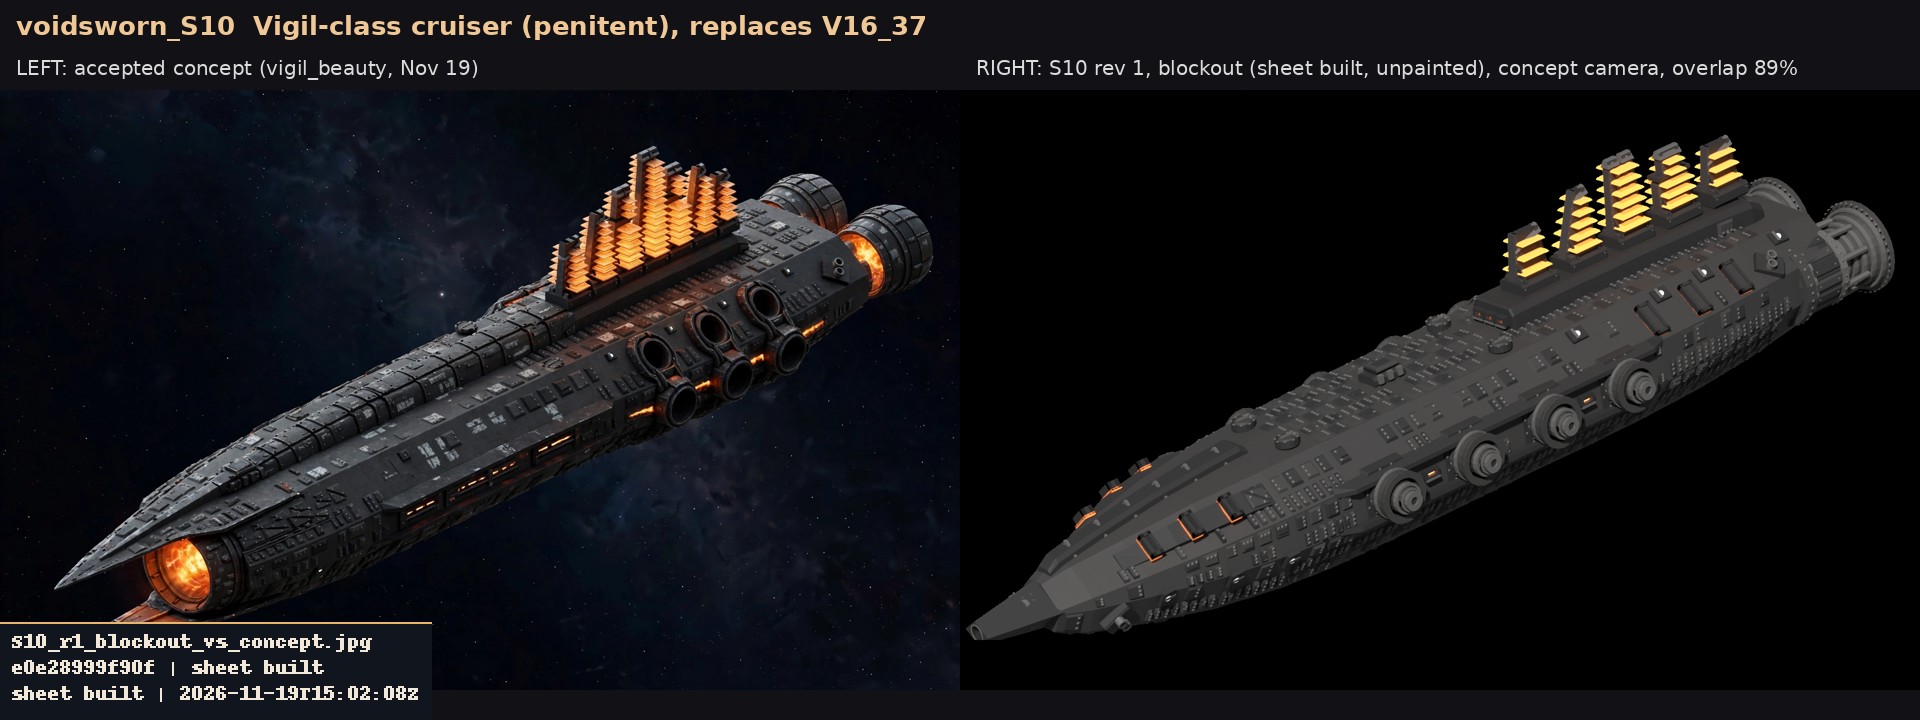 voidsworn_S10  Vigil-class cruiser (penitent), replaces V16_37
LEFT: accepted concept (vigil_beauty, Nov 19)
RIGHT: S10 rev 1, blockout (sheet built, unpainted), concept camera, overlap 89%
S10_r1_blockout_vs_concept.jpg
e0e28999f90f | sheet built
sheet built | 2026-11-19T15:02:08Z